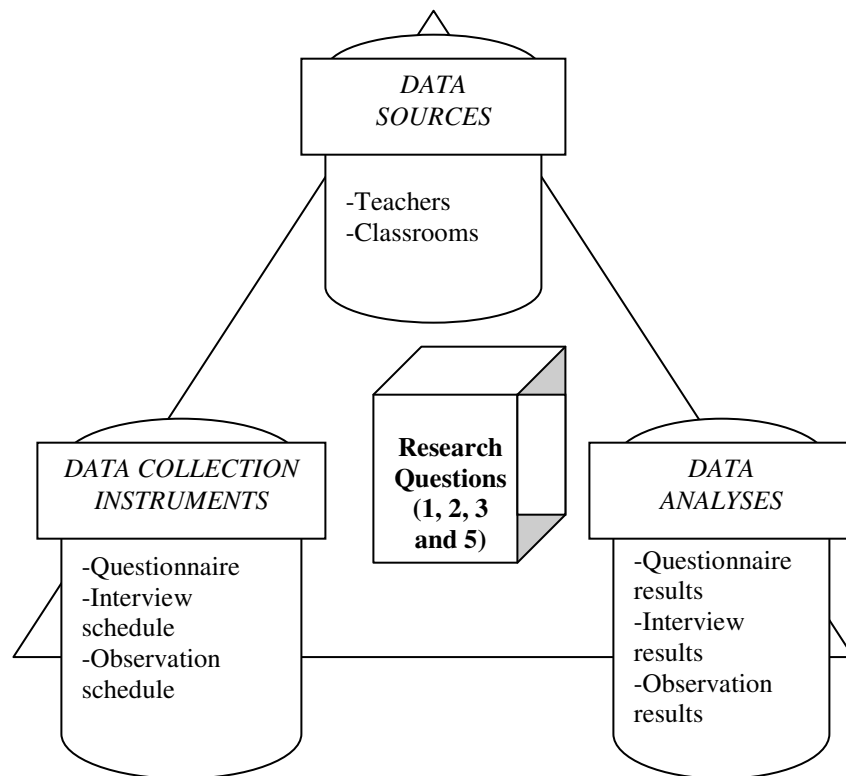 DATA
SOURCES
-Teachers
-Classrooms
Research
Questions
(1, 2, 3
and 5)
DATA COLLECTION
INSTRUMENTS
-Questionnaire
-Interview
schedule
-Observation
schedule
DATA
ANALYSES
-Questionnaire
results
-Interview
results
-Observation
results